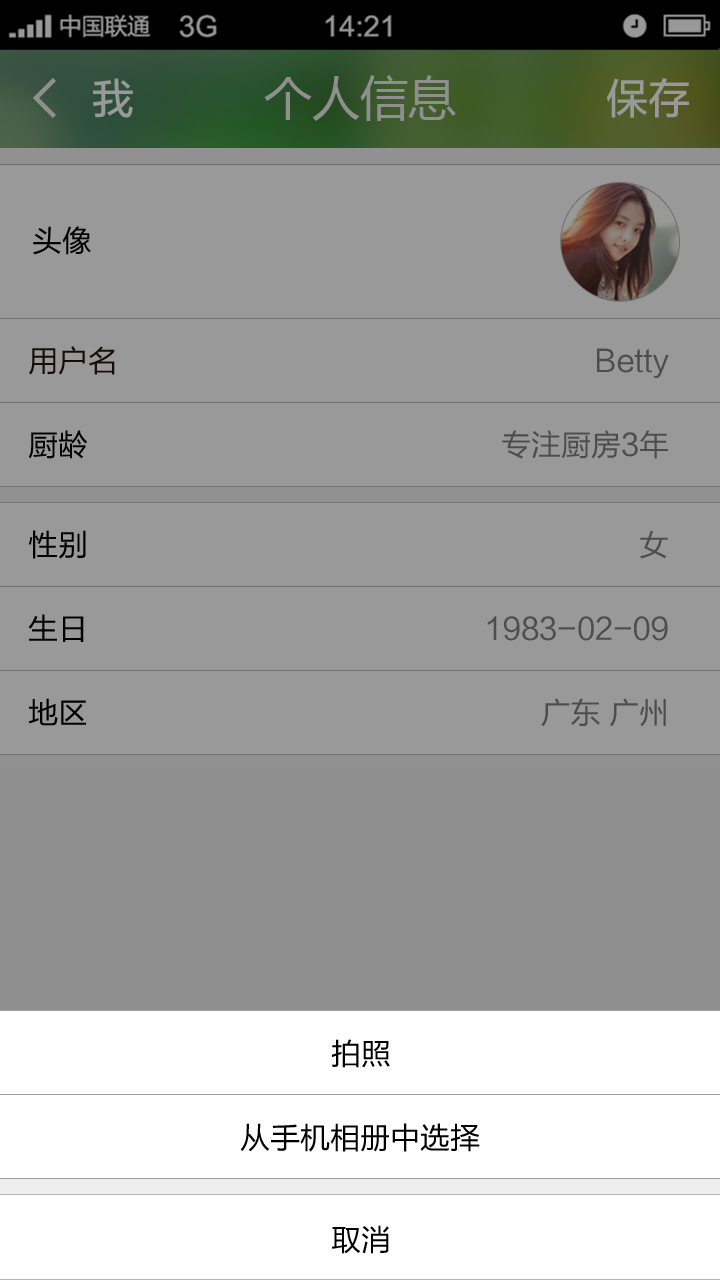 中国联通 3G 14:21
我 个人信息 保存
头像
用户名 Betty
厨龄 专注厨房3年
性别 女
生日 1983-02-09
地区 广东 广州
拍照
从手机相册中选择
取消